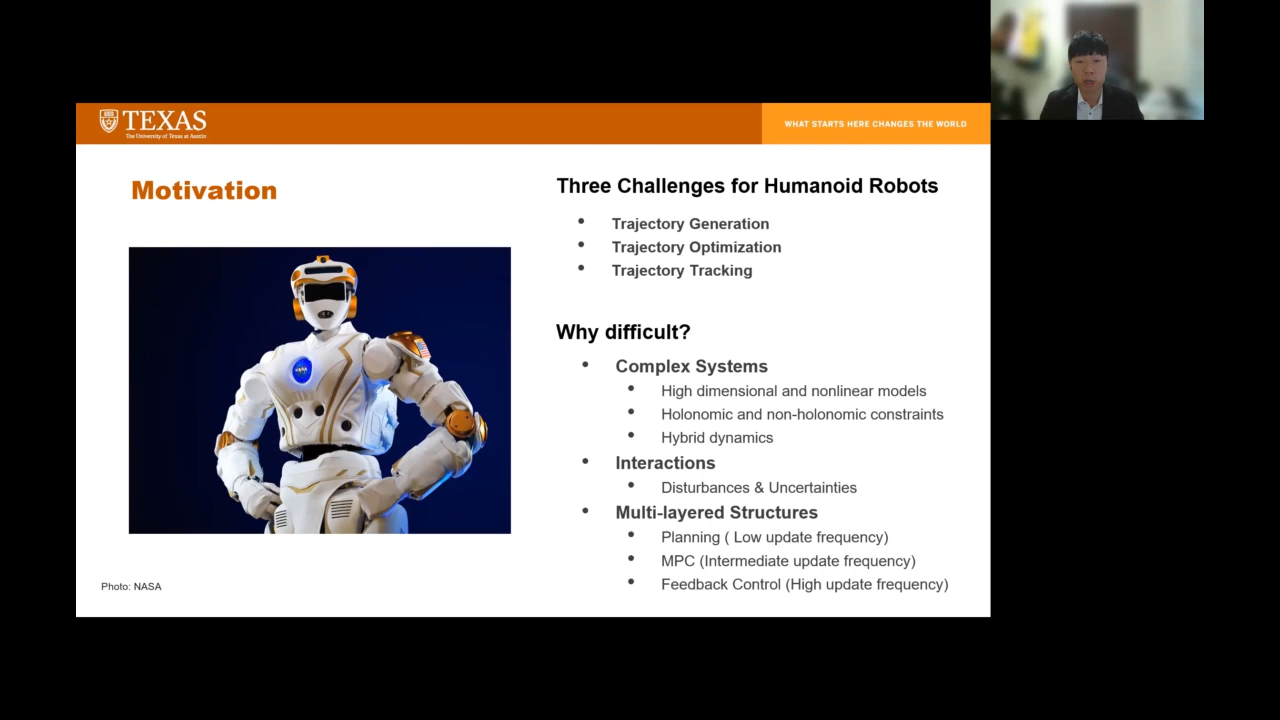 TEXAS
The University of Texas at Austin
WHAT STARTS HERE CHANGES THE WORLD
Motivation
Three Challenges for Humanoid Robots
• Trajectory Generation
• Trajectory Optimization
• Trajectory Tracking
Why difficult?
• Complex Systems
• High dimensional and nonlinear models
• Holonomic and non-holonomic constraints
• Hybrid dynamics
• Interactions
• Disturbances & Uncertainties
• Multi-layered Structures
• Planning ( Low update frequency)
• MPC (Intermediate update frequency)
• Feedback Control (High update frequency)
NASA
Photo: NASA